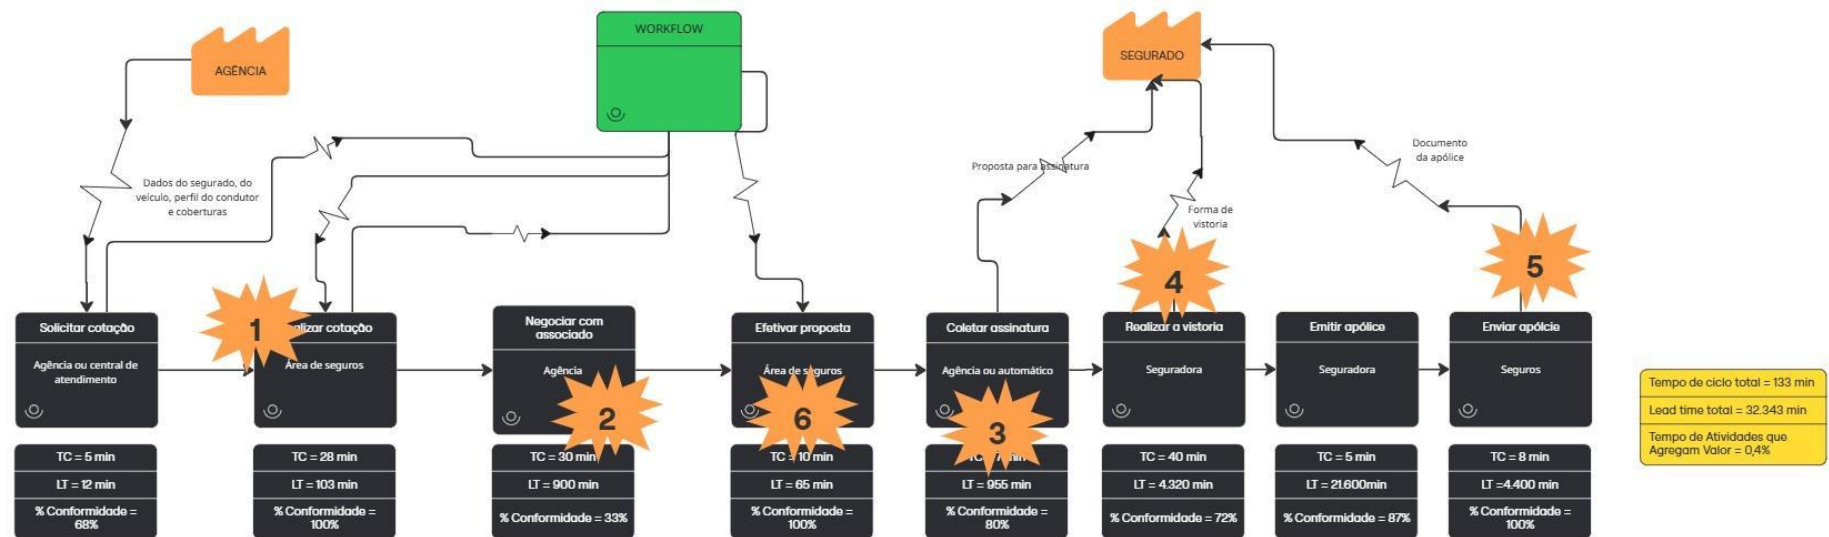 AGÊNCIA
WORKFLOW
SEGURADO
Dados do segurado, do
veículo, perfil do condutor
e coberturas
Proposta para assinatura
Forma de
vistoria
Documento
da apólice
Solicitar cotação
Agência ou central de
atendimento
TC = 5 min
LT = 12 min
% Conformidade =
68%
1
cotação
Área de seguros
TC = 28 min
LT = 103 min
% Conformidade =
100%
Negociar com
associado
Agência
2
TC = 30 min
LT = 900 min
% Conformidade = 33%
Efetivar proposta
Área de seguros
6
TC = 10 min
LT = 65 min
% Conformidade =
100%
Coletar assinatura
Agência ou automático
3
LT = 955 min
% Conformidade =
80%
4
Realizar a vistoria
Seguradora
TC = 40 min
LT = 4.320 min
% Conformidade = 72%
Emitir apólice
Seguradora
TC = 5 min
LT = 21.600min
% Conformidade = 87%
5
Enviar apólcie
Seguros
TC = 8 min
LT =4.400 min
% Conformidade =
100%
Tempo de ciclo total = 133 min
Lead time total = 32.343 min
Tempo de Atividades que
Agregam Valor = 0,4%